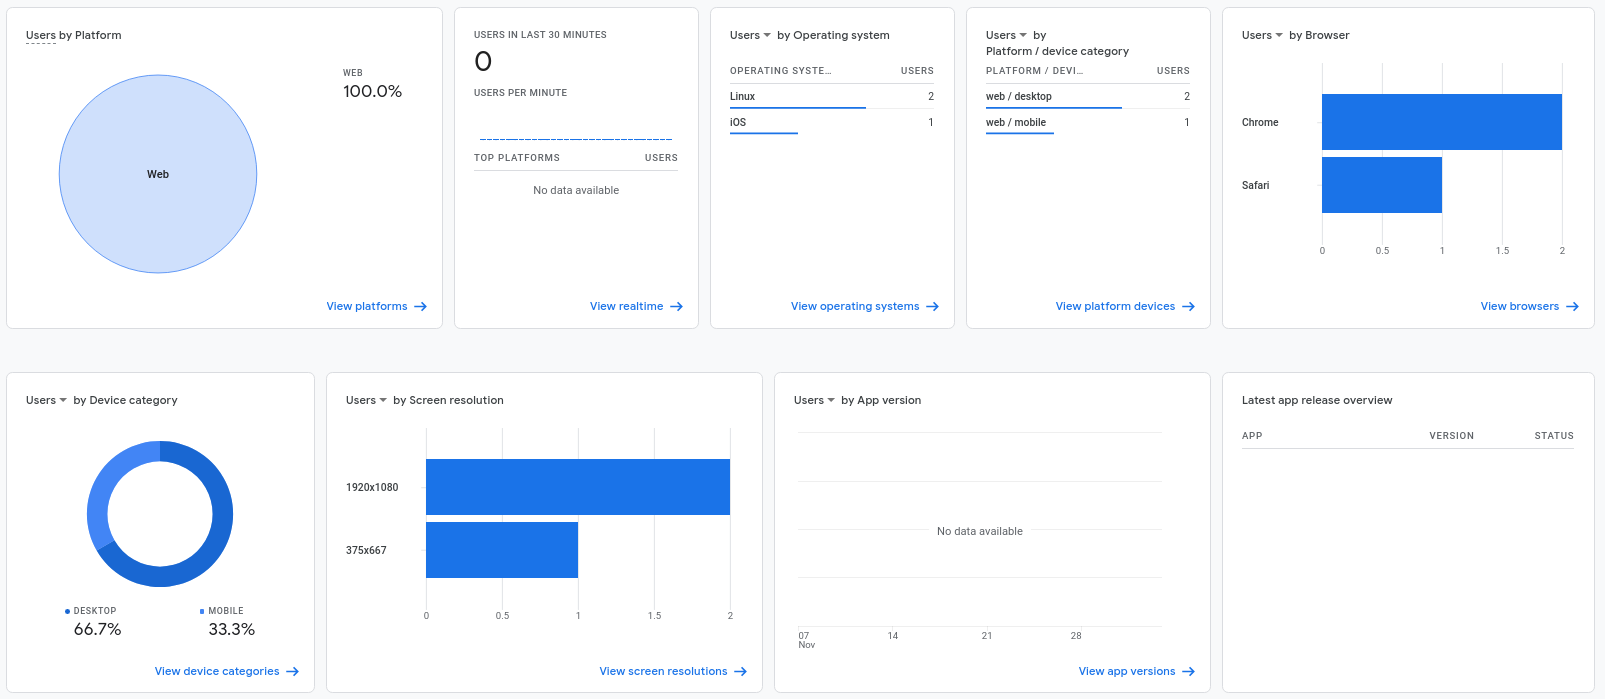 Users by Platform
WEB
100.0%
Web
View platforms
USERS IN LAST 30 MINUTES
0
USERS PER MINUTE
TOP PLATFORMS USERS
No data available
View realtime
Users by Operating system
OPERATING SYSTE... USERS
Linux 2
iOS 1
View operating systems
Users by
Platform / device category
PLATFORM / DEVI... USERS
web / desktop 2
web / mobile 1
View platform devices
Users by Browser
Chrome
Safari
0 0.5 1 1.5 2
View browsers
Users by Device category
DESKTOP MOBILE
66.7% 33.3%
View device categories
Users by Screen resolution
1920x1080
375x667
0 0.5 1 1.5 2
View screen resolutions
Users by App version
No data available
07 14 21 28
Nov
View app versions
Latest app release overview
APP VERSION STATUS